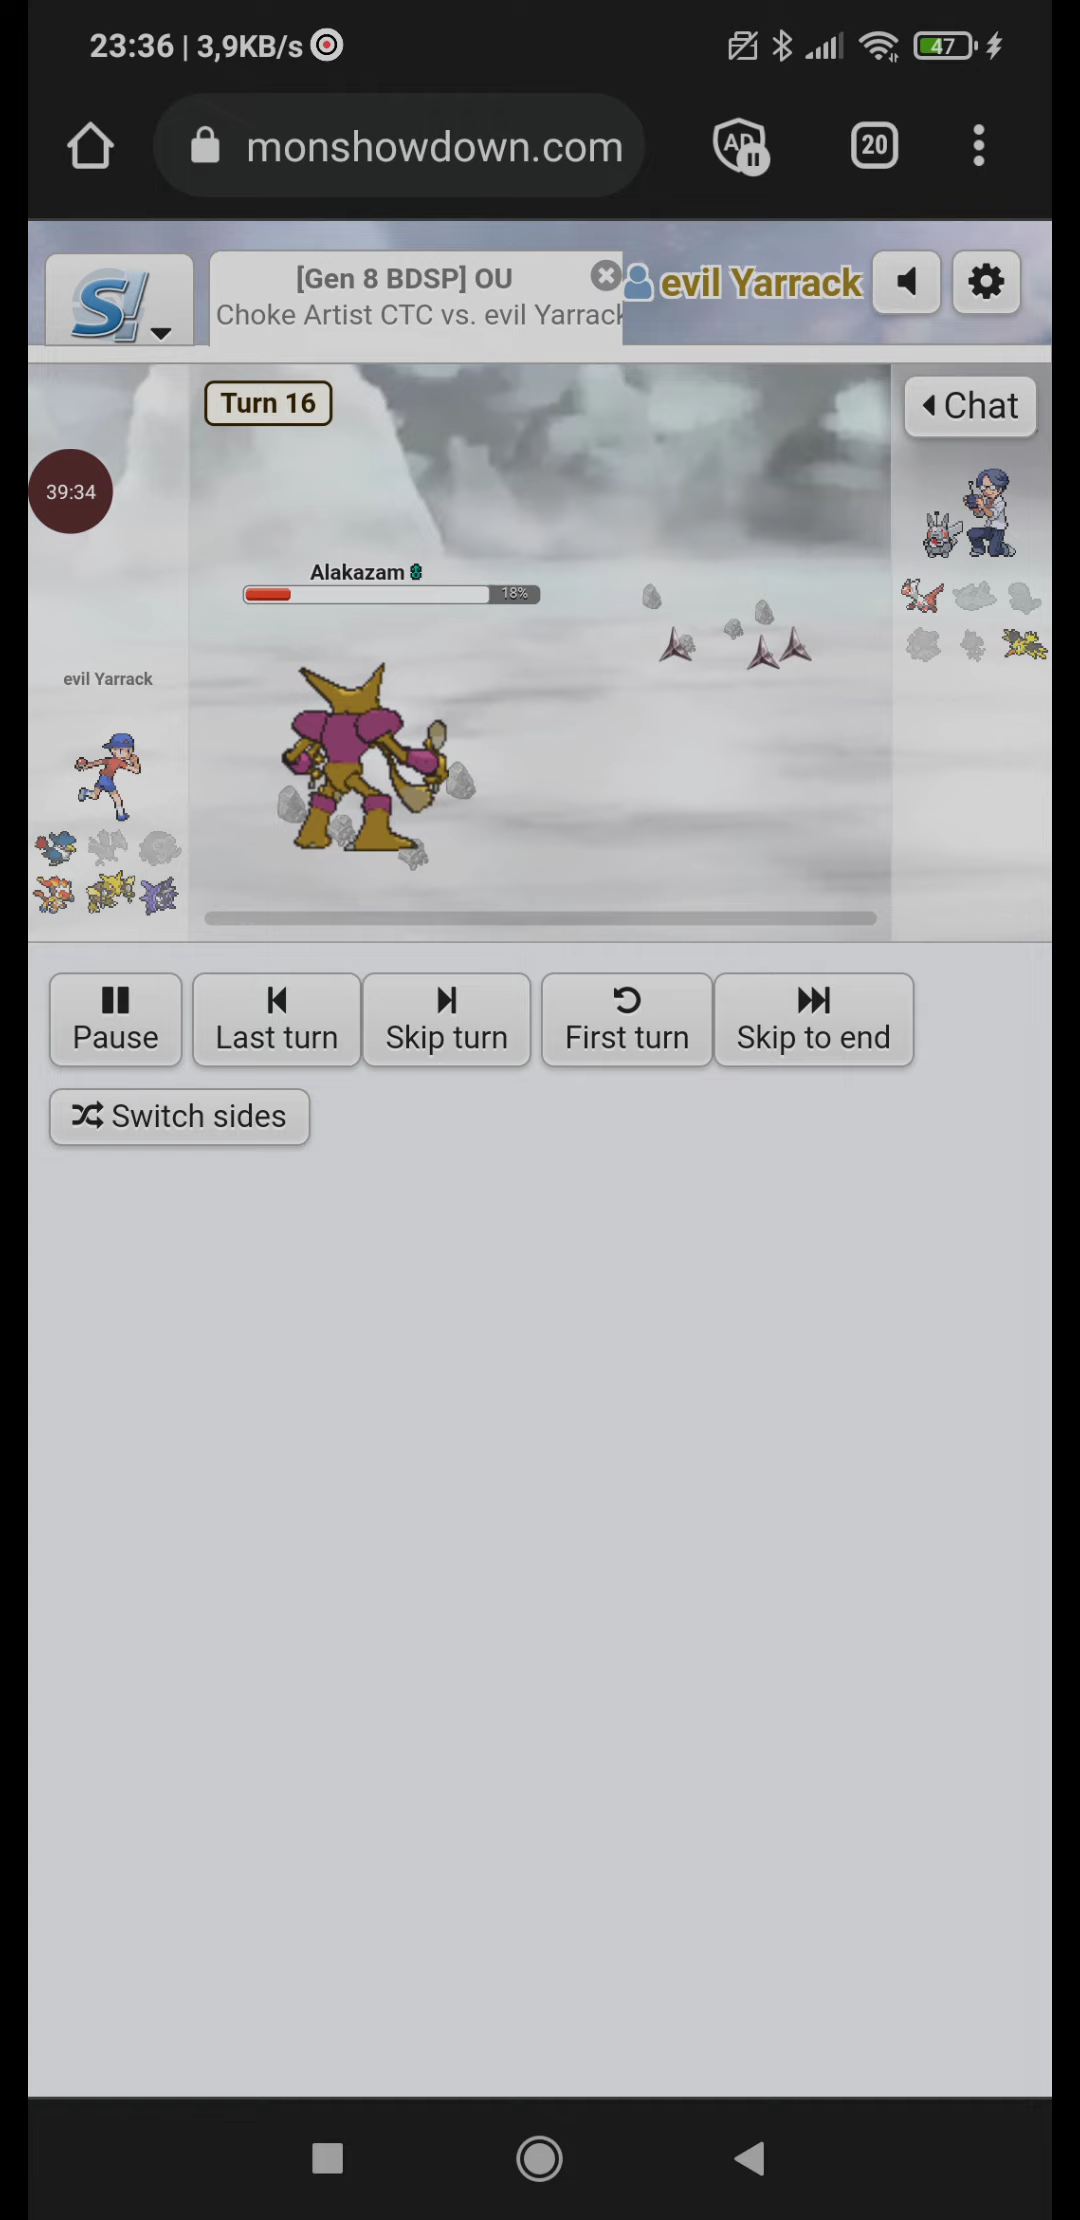 23:36 | 3,9KB/s
47
monshowdown.com
AD
20
S!
[Gen 8 BDSP] OU
Choke Artist CTC vs. evil Yarrack
evil Yarrack
Turn 16
Chat
39:34
Alakazam
18%
evil Yarrack
Pause
Last turn
Skip turn
First turn
Skip to end
Switch sides